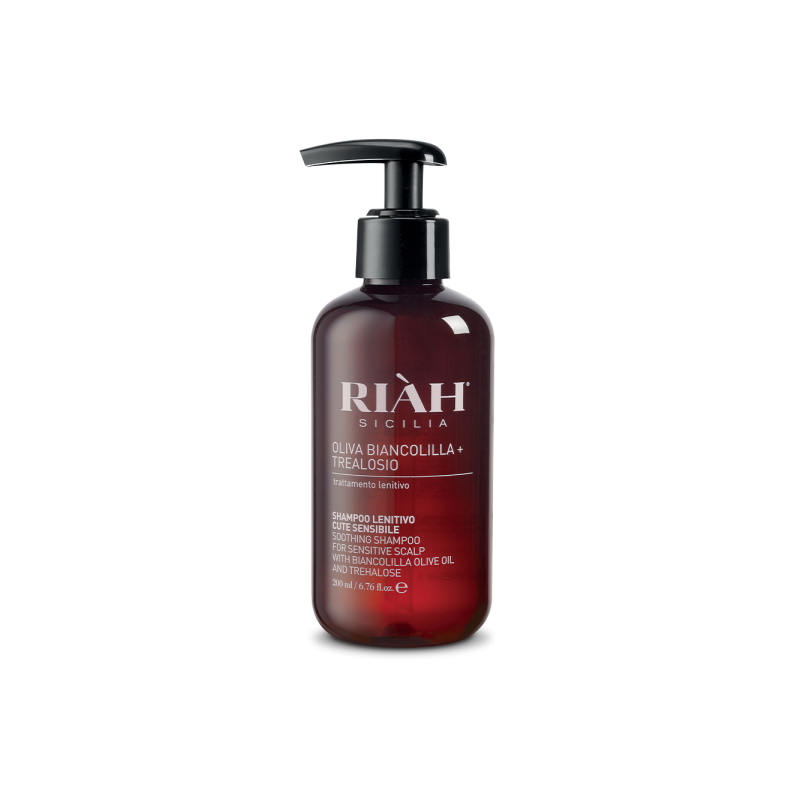 RIÀH®
SICILIA
OLIVA BIANCOLILLA +
TREALOSIO
trattamento lenitivo
SHAMPOO LENITIVO
CUTE SENSIBILE
SOOTHING SHAMPOO
FOR SENSITIVE SCALP
WITH BIANCOLILLA OLIVE OIL
AND TREHALOSE
200 ml / 6.76 fl.oz. ℮